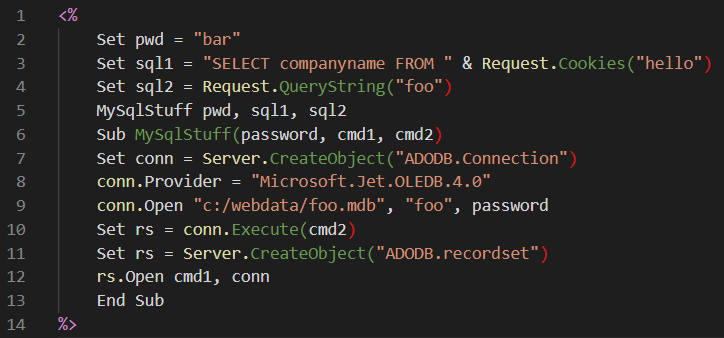 1 <%
2 Set pwd = "bar"
3 Set sql1 = "SELECT companyname FROM " & Request.Cookies("hello")
4 Set sql2 = Request.QueryString("foo")
5 MySqlStuff pwd, sql1, sql2
6 Sub MySqlStuff(password, cmd1, cmd2)
7 Set conn = Server.CreateObject("ADODB.Connection")
8 conn.Provider = "Microsoft.Jet.OLEDB.4.0"
9 conn.Open "c:/webdata/foo.mdb", "foo", password
10 Set rs = conn.Execute(cmd2)
11 Set rs = Server.CreateObject("ADODB.recordset")
12 rs.Open cmd1, conn
13 End Sub
14 %>